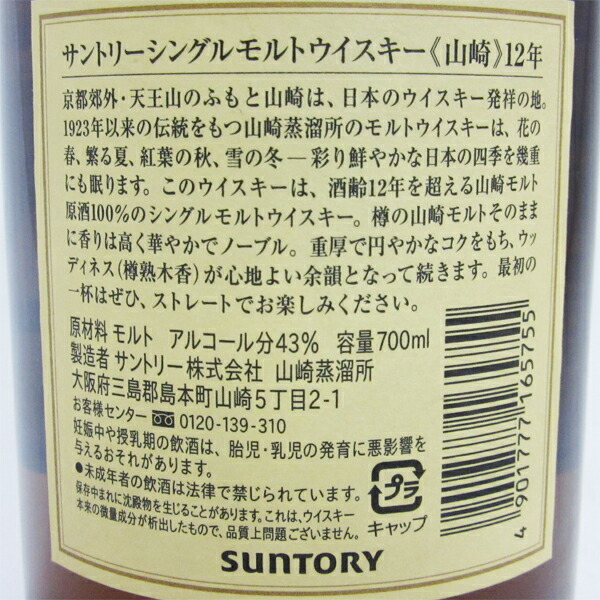 サントリーシングルモルトウイスキー《山崎》12年
京都郊外・天王山のふもと山崎は、日本のウイスキー発祥の地。
1923年以来の伝統をもつ山崎蒸溜所のモルトウイスキーは、花の
春、繁る夏、紅葉の秋、雪の冬―彩り鮮やかな日本の四季を幾重
にも眠ります。このウイスキーは、酒齢12年を超える山崎モルト
原酒100%のシングルモルトウイスキー。樽の山崎モルトそのまま
に香りは高く華やかでノーブル。重厚で円やかなコクをもち、ウッ
ディネス(樽熟木香)が心地よい余韻となって続きます。最初の
一杯はぜひ、ストレートでお楽しみください。
原材料 モルト アルコール分43% 容量700ml
製造者 サントリー株式会社 山崎蒸溜所
大阪府三島郡島本町山崎5丁目2-1
お客様センター 0120-139-310
妊娠中や授乳期の飲酒は、胎児・乳児の発育に悪影響を
与えるおそれがあります。
●未成年者の飲酒は法律で禁じられています。
保存中まれに沈殿物を生じることがあります。これは、ウイスキー
本来の微量成分が析出したもので、品質上問題ございません。
プラ
キャップ
4 901777 165755
SUNTORY